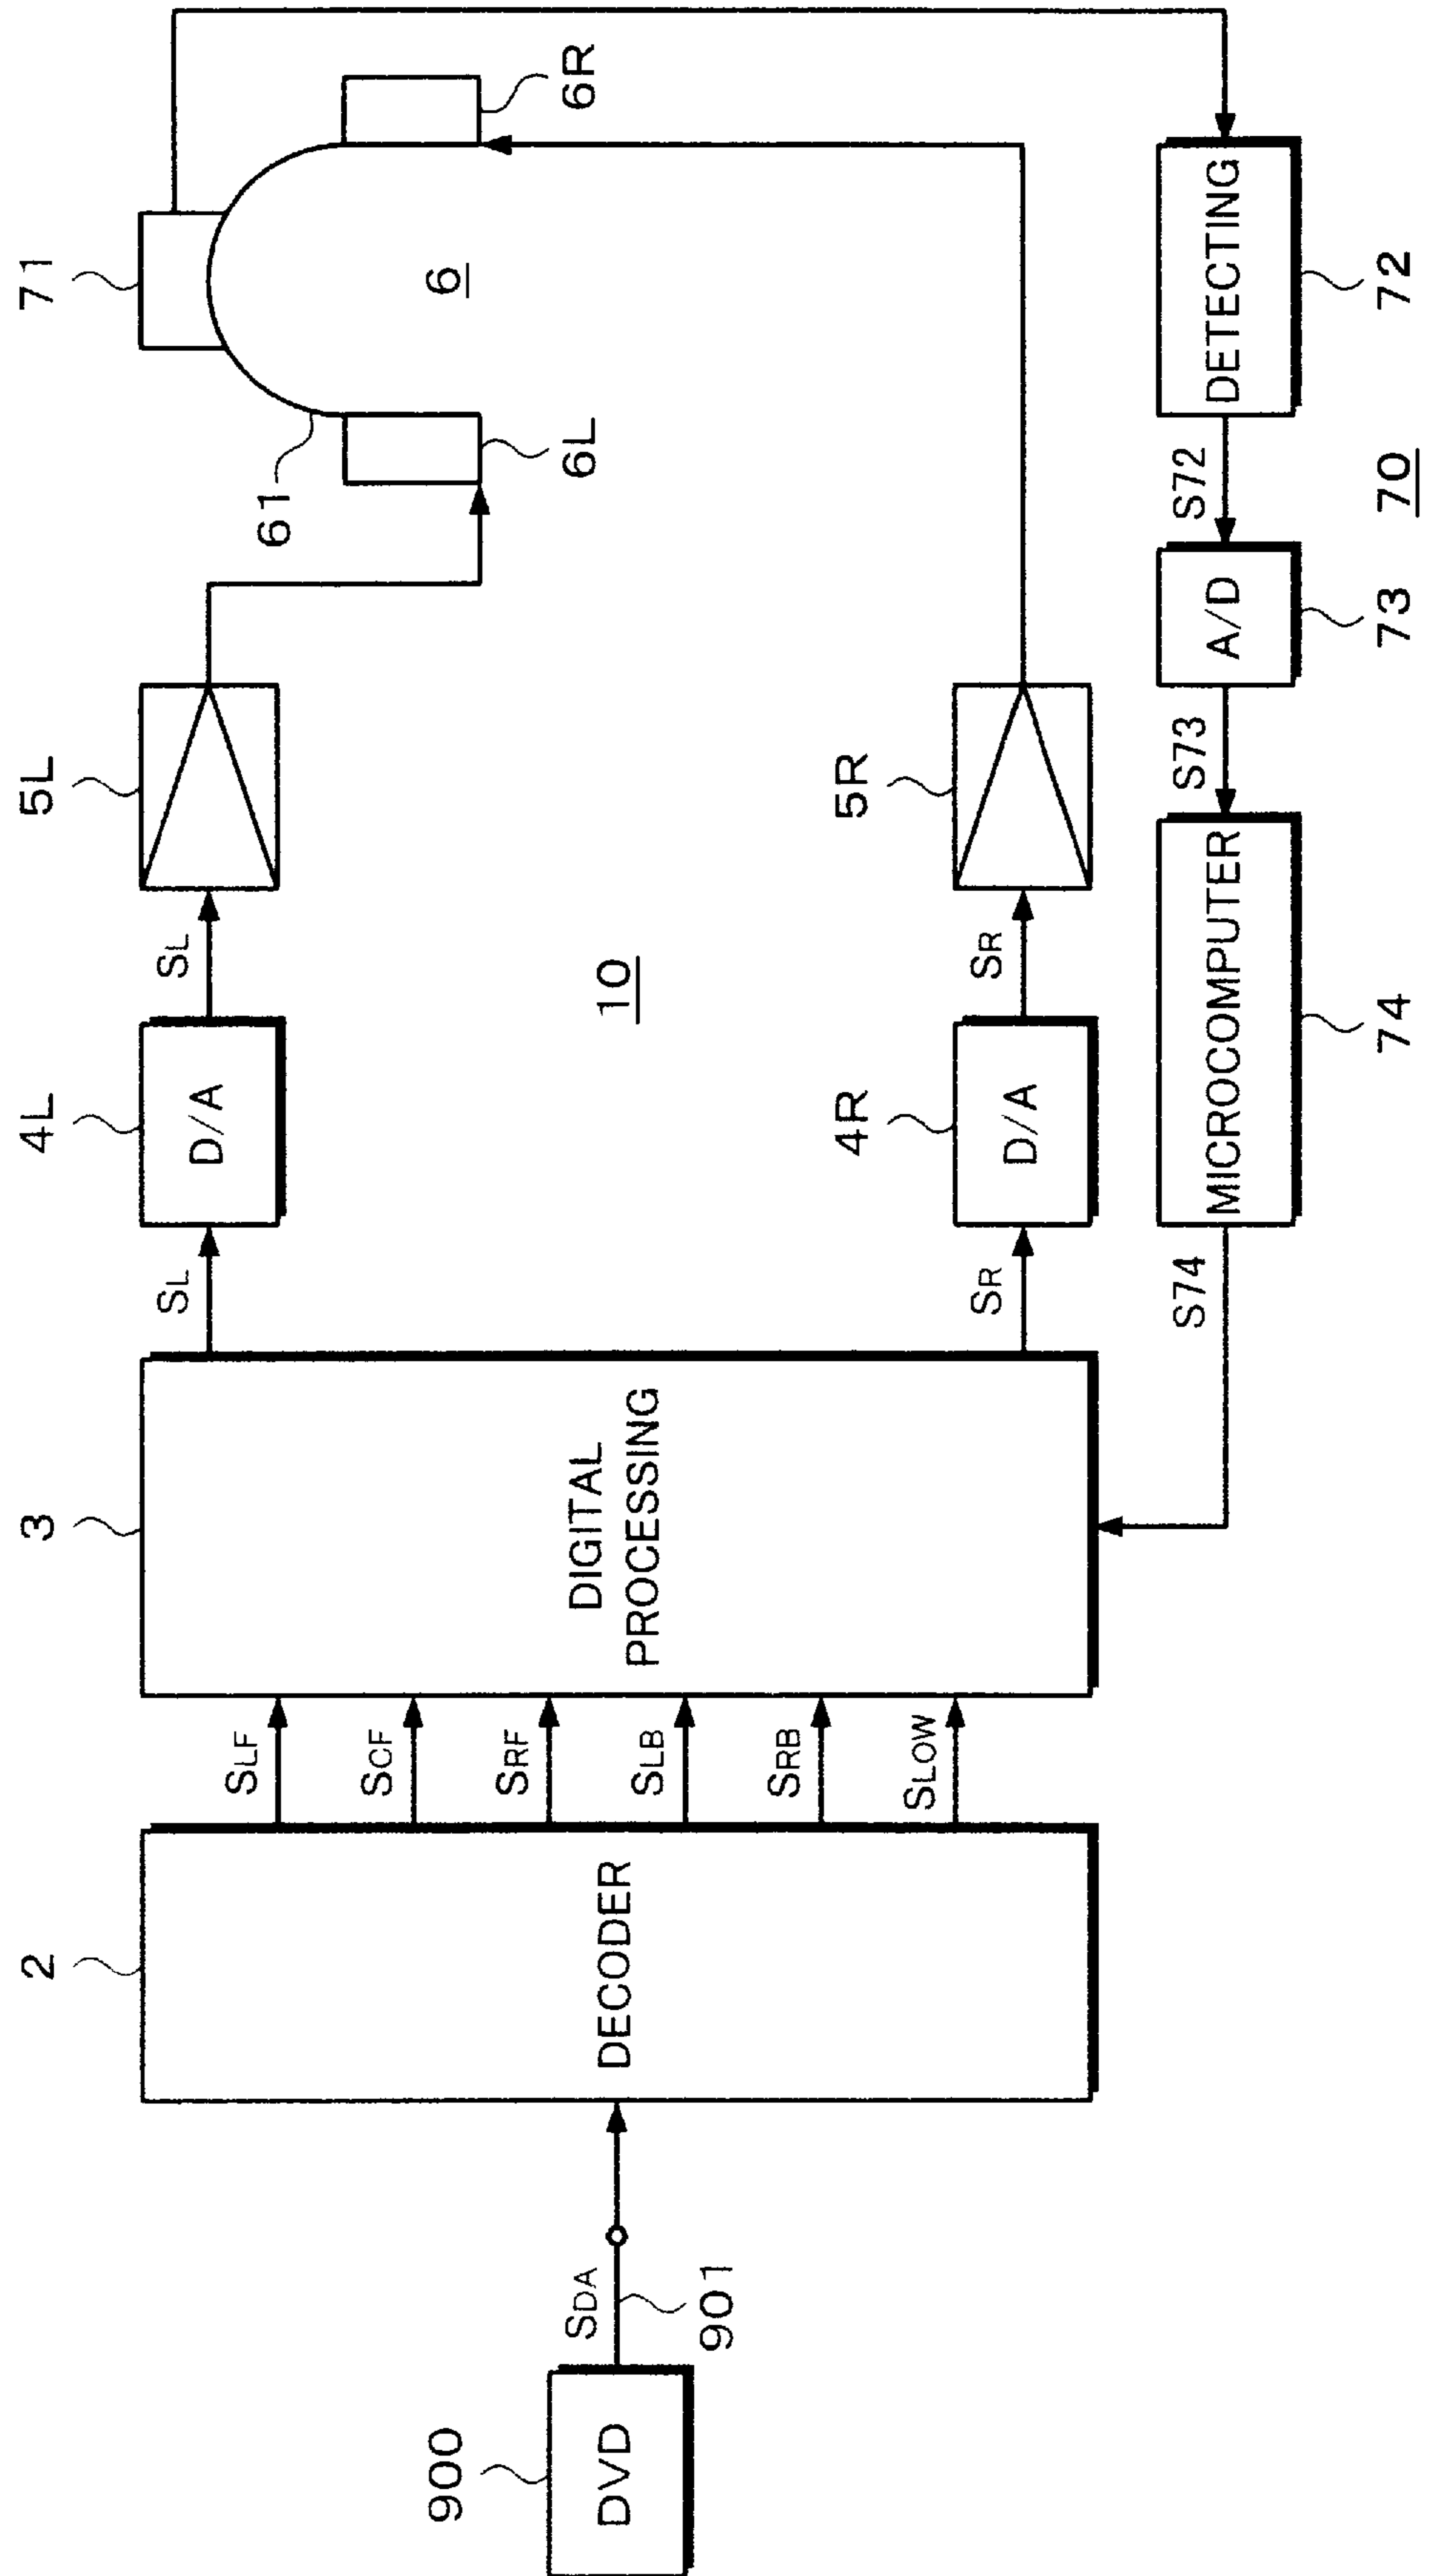 900
DVD
SDA
901
2
DECODER
SLF
SCF
SRF
SLB
SRB
SLOW
3
DIGITAL
PROCESSING
SL
4L
D/A
SL
5L
SR
4R
D/A
SR
5R
10
61
6L
71
6
6R
S74
MICROCOMPUTER
74
S73
A/D
73
S72
70
DETECTING
72